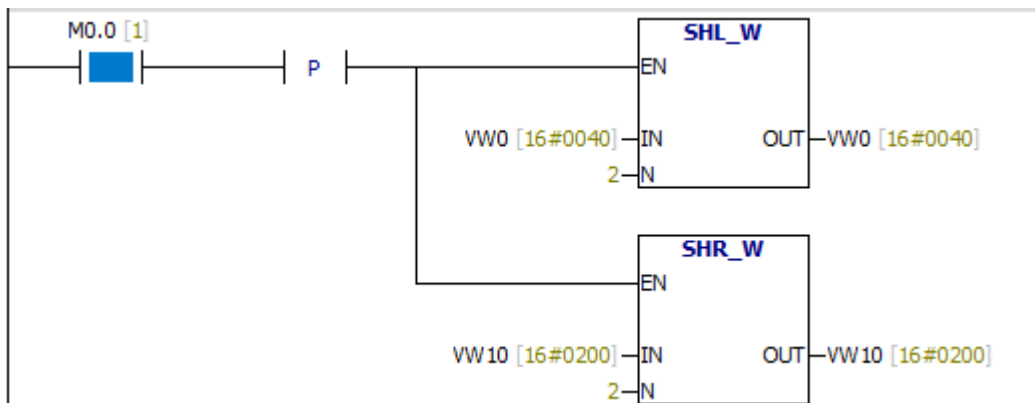 M0.0 [1]
SHL_W
P
EN
VW0 [16#0040] IN OUT VW0 [16#0040]
2 N
SHR_W
EN
VW10 [16#0200] IN OUT VW10 [16#0200]
2 N